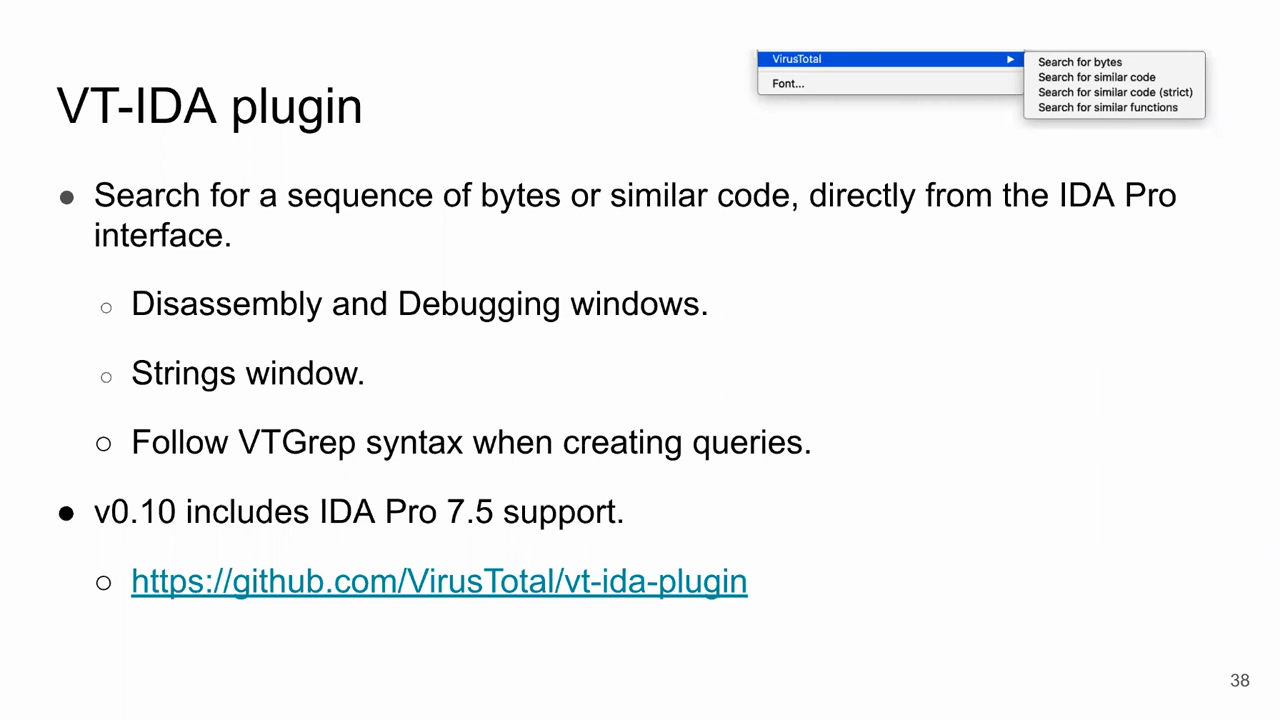 VirusTotal
Font...
Search for bytes
Search for similar code
Search for similar code (strict)
Search for similar functions
VT-IDA plugin
● Search for a sequence of bytes or similar code, directly from the IDA Pro
interface.
○ Disassembly and Debugging windows.
○ Strings window.
○ Follow VTGrep syntax when creating queries.
● v0.10 includes IDA Pro 7.5 support.
○ https://github.com/VirusTotal/vt-ida-plugin
38